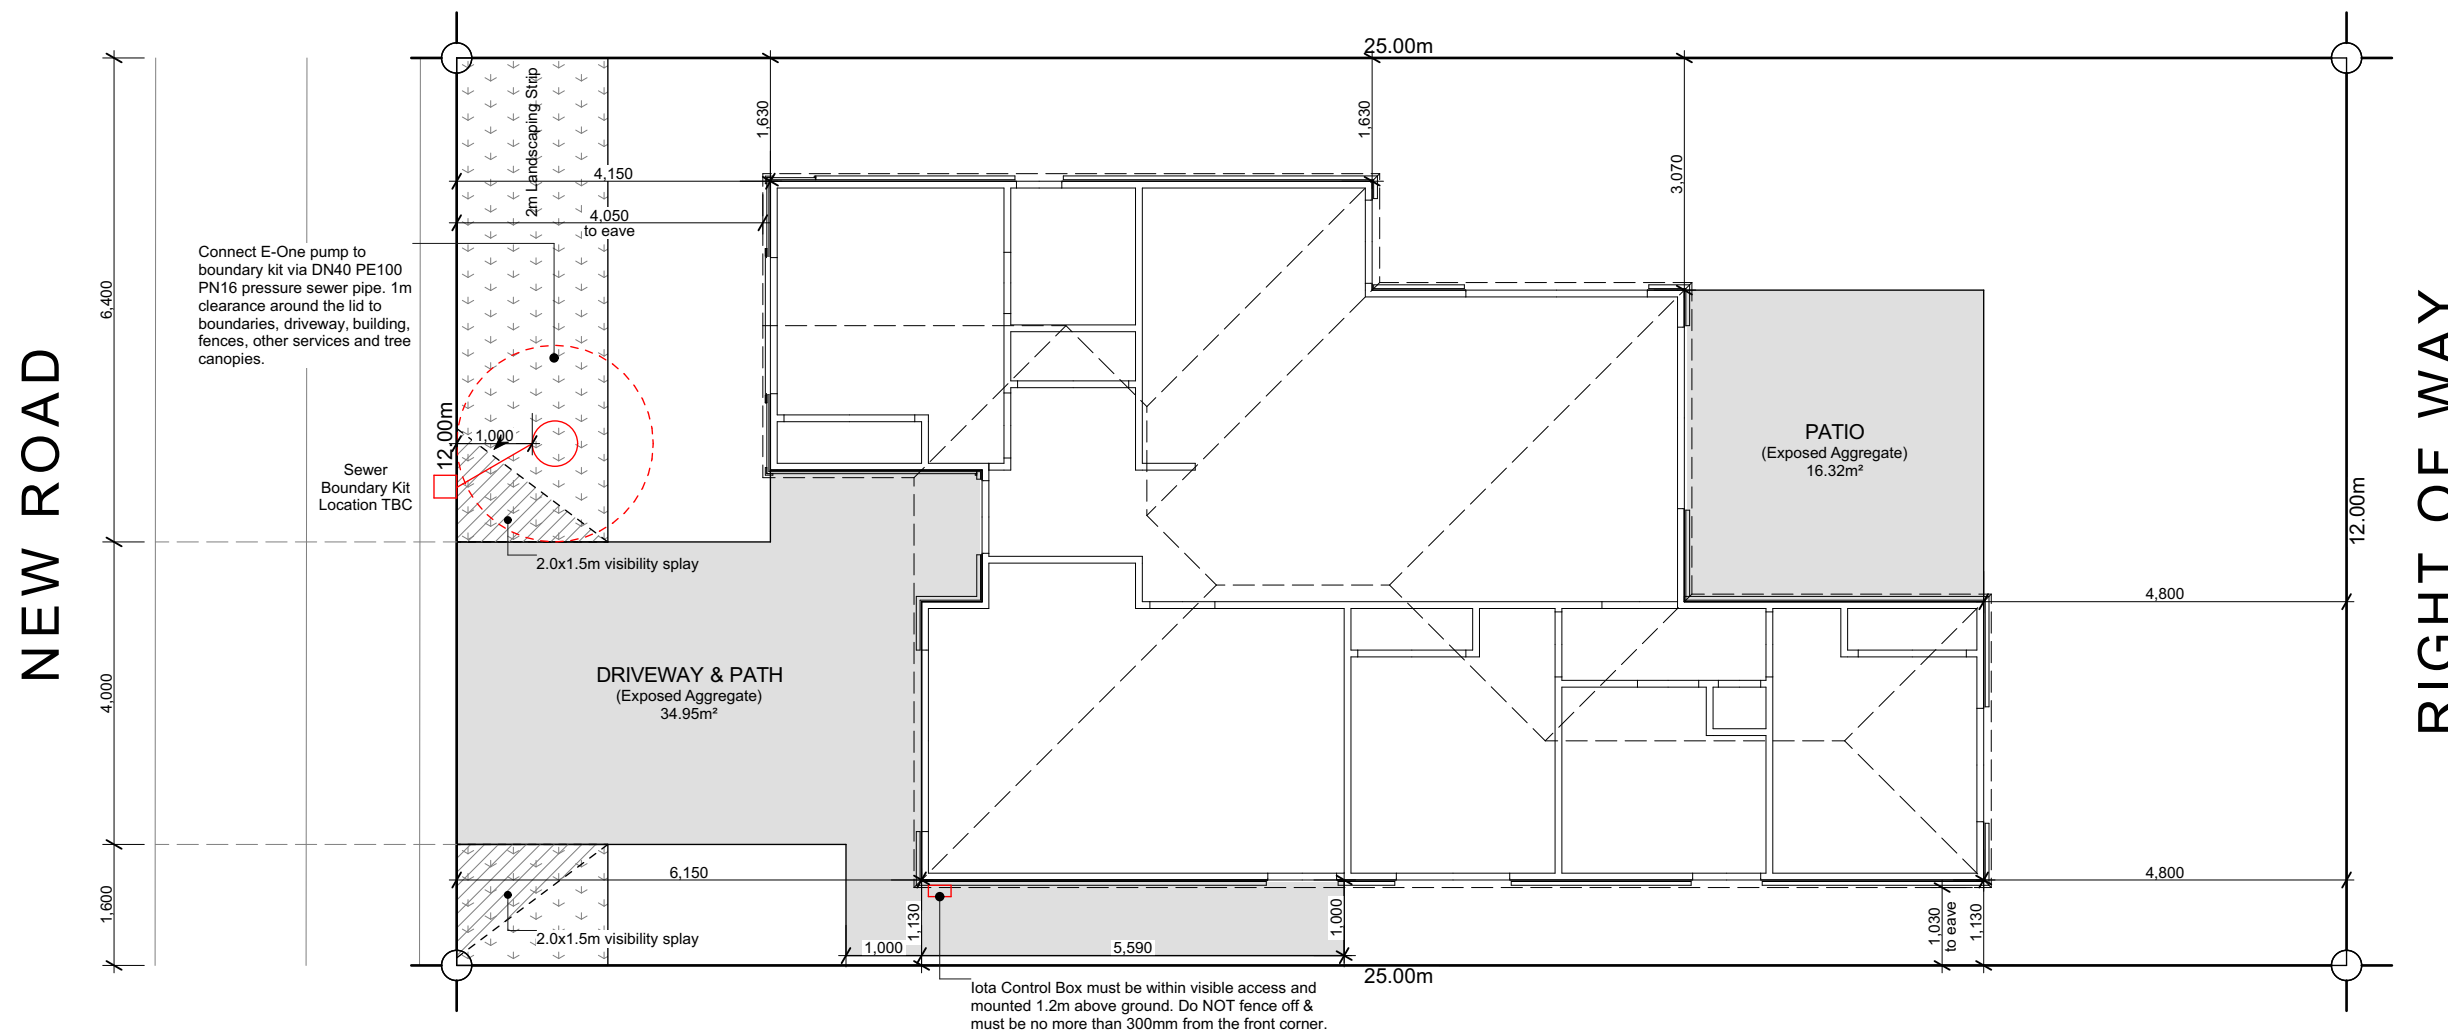 25.00m
2m Landscaping Strip
1,630
1,630
3,070
4,150
4,050
to eave
Connect E-One pump to
boundary kit via DN40 PE100
PN16 pressure sewer pipe. 1m
clearance around the lid to
boundaries, driveway, building,
fences, other services and tree
canopies.
6,400
NEW ROAD
RIGHT OF WAY
12.00m
1,000
Sewer
Boundary Kit
Location TBC
PATIO
(Exposed Aggregate)
16.32m²
12.00m
2.0x1.5m visibility splay
4,800
DRIVEWAY & PATH
(Exposed Aggregate)
34.95m²
4,000
6,150
4,800
1,600
1,130
1,000
1,030
to eave
1,130
2.0x1.5m visibility splay
1,000
5,590
25.00m
Iota Control Box must be within visible access and
mounted 1.2m above ground. Do NOT fence off &
must be no more than 300mm from the front corner.